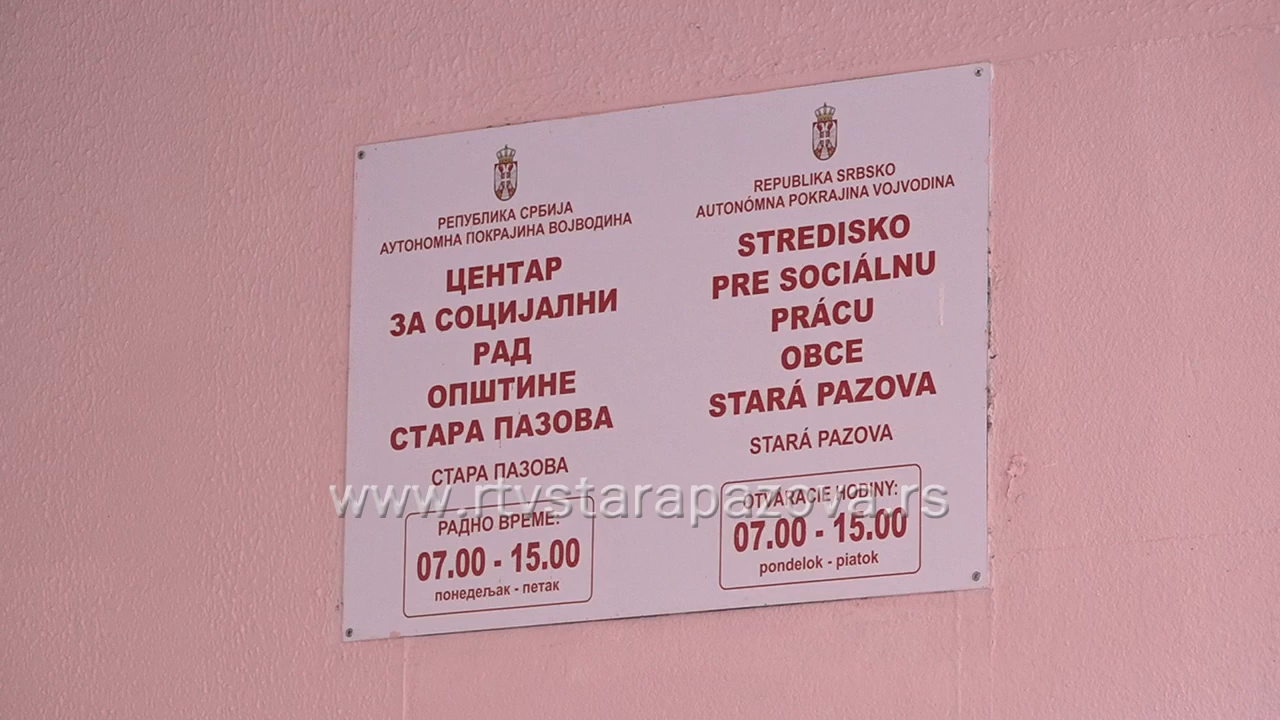 РЕПУБЛИКА СРБИЈА
АУТОНОМНА ПОКРАЈИНА ВОЈВОДИНА
ЦЕНТАР
ЗА СОЦИЈАЛНИ
РАД
ОПШТИНЕ
СТАРА ПАЗОВА
СТАРА ПАЗОВА
РАДНО ВРЕМЕ:
07.00 - 15.00
понедељак - петак
REPUBLIKA SRBSKO
AUTONÓMNA POKRAJINA VOJVODINA
STREDISKO
PRE SOCIÁLNU
PRÁCU
OBCE
STARÁ PAZOVA
STARÁ PAZOVA
OTVÁRACIE HODINY:
07.00 - 15.00
pondelok - piatok
www.rtvstarapazova.rs